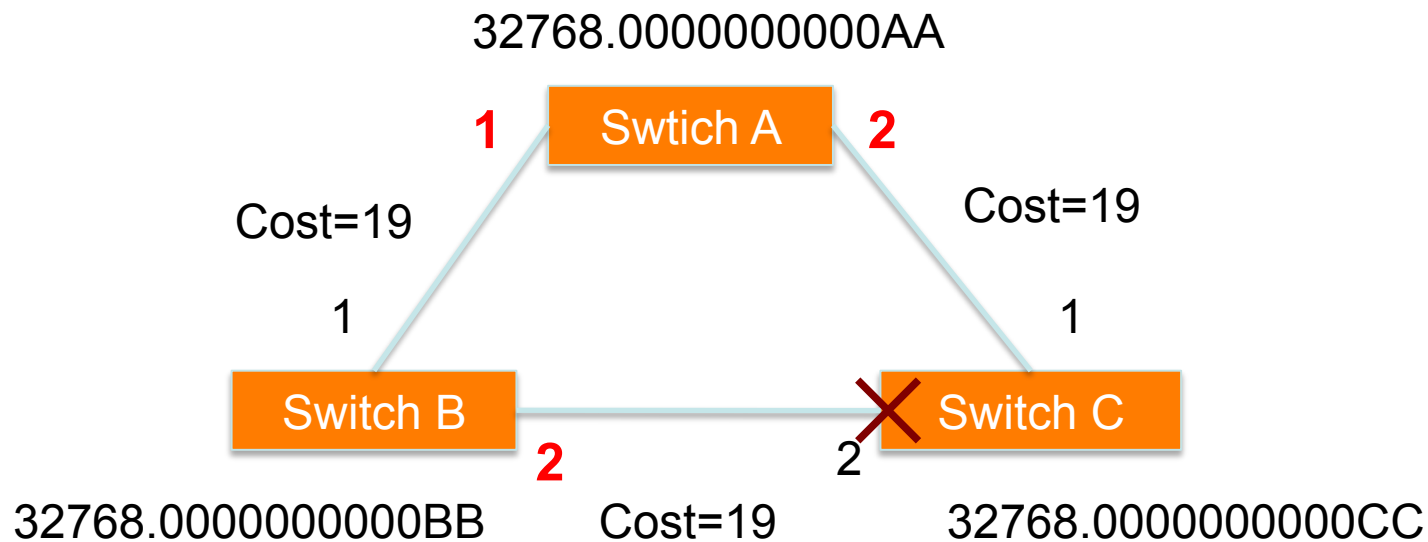 32768.0000000000AA
1 Swtich A 2
Cost=19 Cost=19
1 1
Switch B Switch C
2 2
32768.0000000000BB Cost=19 32768.0000000000CC